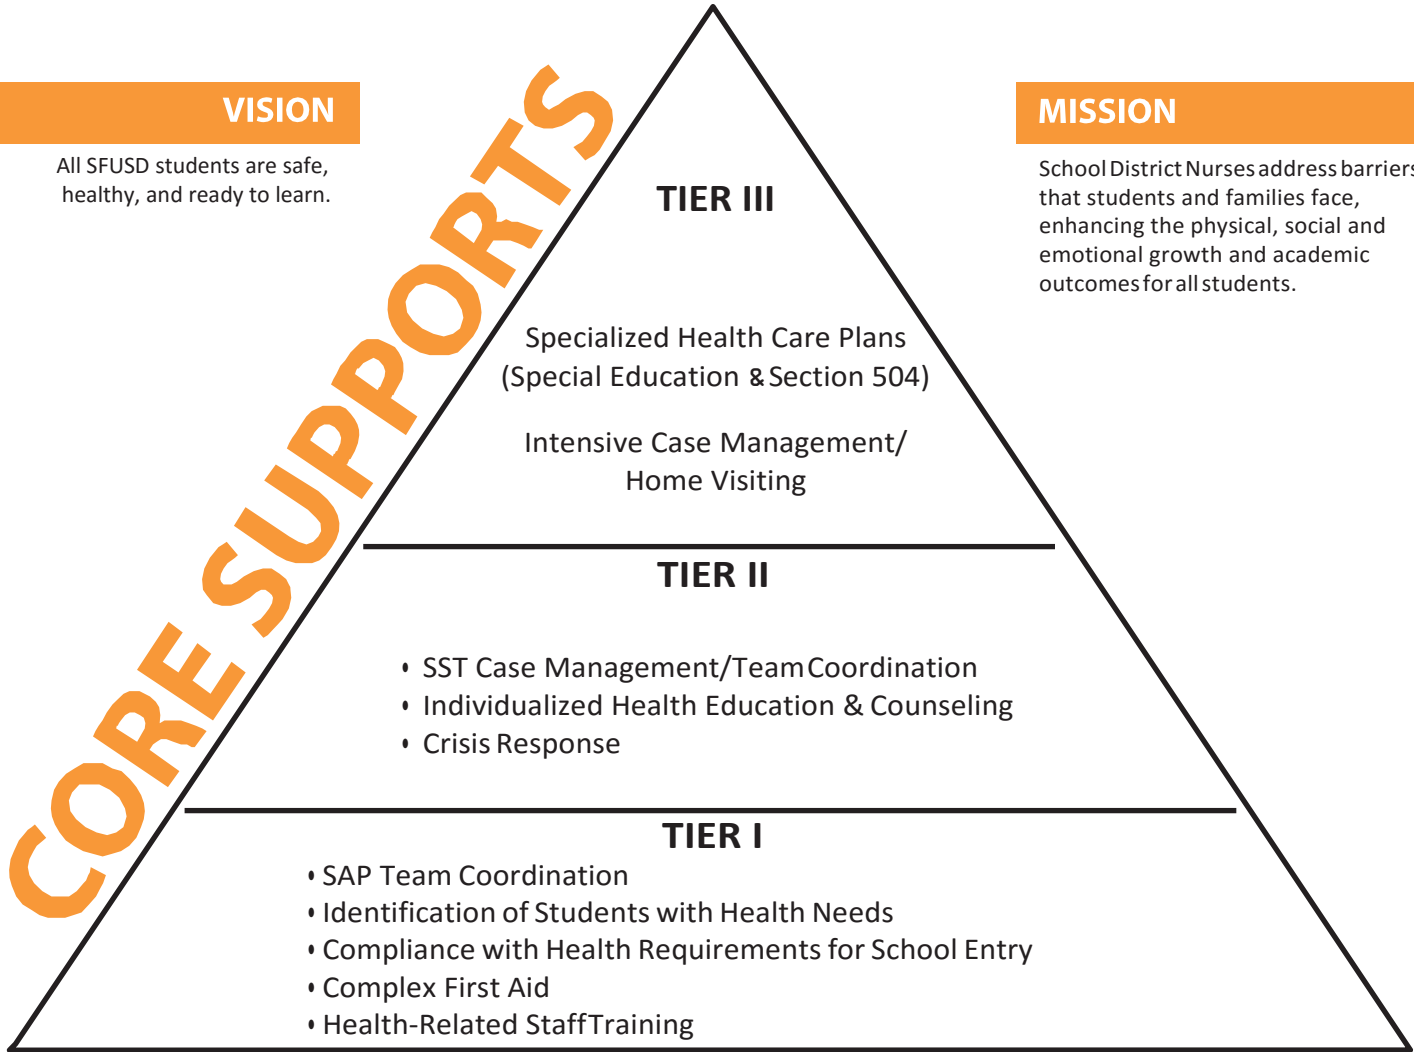 VISION
All SFUSD students are safe,
healthy, and ready to learn.
MISSION
School District Nurses address barriers
that students and families face,
enhancing the physical, social and
emotional growth and academic
outcomes for all students.
CORE SUPPORTS
TIER III
Specialized Health Care Plans
(Special Education & Section 504)
Intensive Case Management/
Home Visiting
TIER II
• SST Case Management/Team Coordination
• Individualized Health Education & Counseling
• Crisis Response
TIER I
• SAP Team Coordination
• Identification of Students with Health Needs
• Compliance with Health Requirements for School Entry
• Complex First Aid
• Health-Related Staff Training